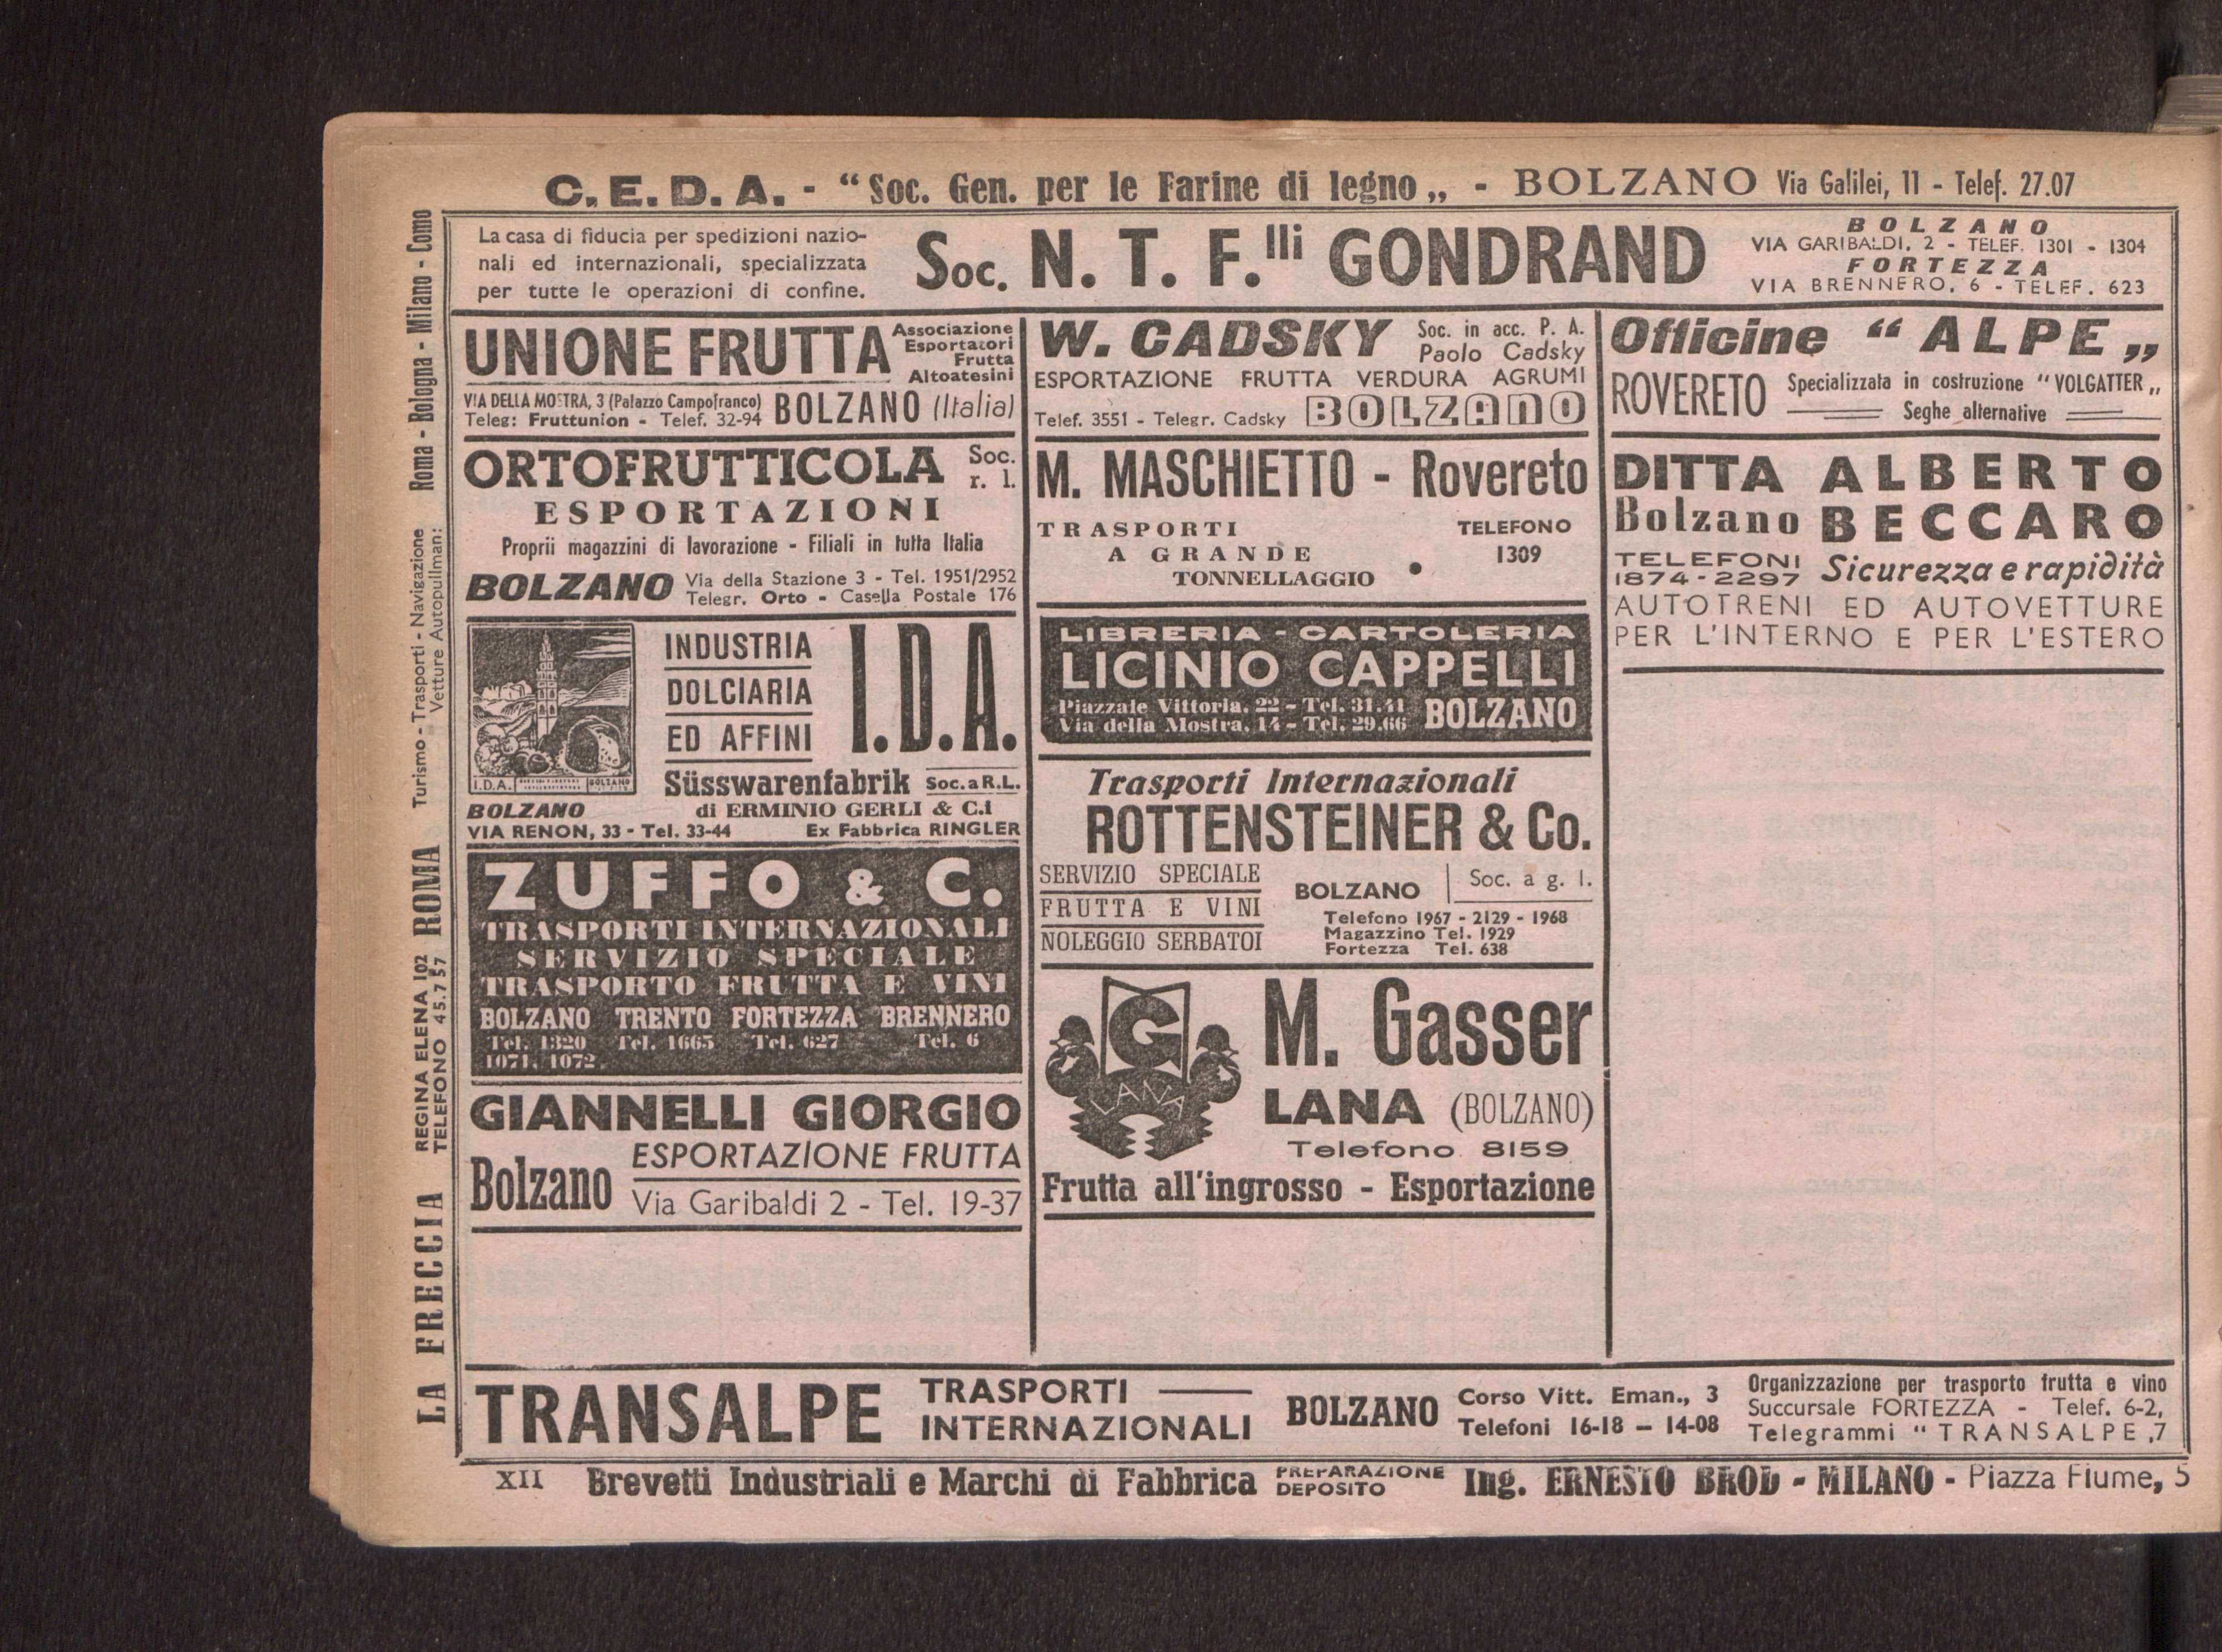 C.E.D.A. - “Soc. Gen. per le Farine di legno„ - BOLZANO Via Galilei, 11 - Telef. 27.07
La casa di fiducia per spedizioni nazio-
nali ed internazionali, specializzata
per tutte le operazioni di confine.
Soc. N. T. F.lli GONDRAND
BOLZANO
VIA GARIBALDI, 2 - TELEF. 1301 - 1304
FORTEZZA
VIA BRENNERO, 6 - TELEF. 623
UNIONE FRUTTA
Associazione
Esportatori
Frutta
Altoatesini
VIA DELLA MOSTRA, 3 (Palazzo Campofranco)
Teleg: Fruttunion - Telef. 32-94
BOLZANO (Italia)
ORTOFRUTTICOLA Soc.
r. l.
ESPORTAZIONI
Proprii magazzini di lavorazione - Filiali in tutta Italia
BOLZANO
Via della Stazione 3 - Tel. 1951/2952
Telegr. Orto - Casella Postale 176
I.D.A. BOLZANO
INDUSTRIA
DOLCIARIA
ED AFFINI
I.D.A.
Süsswarenfabrik Soc. a R.L.
BOLZANO di ERMINIO GERLI & C.i
VIA RENON, 33 - Tel. 33-44 Ex Fabbrica RINGLER
ZUFFO & C.
TRASPORTI INTERNAZIONALI
SERVIZIO SPECIALE
TRASPORTO FRUTTA E VINI
BOLZANO TRENTO FORTEZZA BRENNERO
Tel. 1320 Tel. 1665 Tel. 627 Tel. 6
1071, 1072
GIANNELLI GIORGIO
ESPORTAZIONE FRUTTA
Bolzano Via Garibaldi 2 - Tel. 19-37
W. CADSKY
Soc. in acc. P. A.
Paolo Cadsky
ESPORTAZIONE FRUTTA VERDURA AGRUMI
Telef. 3551 - Telegr. Cadsky BOLZANO
M. MASCHIETTO - Rovereto
TRASPORTI
A GRANDE
TONNELLAGGIO
TELEFONO
1309
LIBRERIA - CARTOLERIA
LICINIO CAPPELLI
Piazzale Vittoria, 22 - Tel. 31.41
Via della Mostra, 14 - Tel. 29.66
BOLZANO
Trasporti Internazionali
ROTTENSTEINER & Co.
SERVIZIO SPECIALE
FRUTTA E VINI
NOLEGGIO SERBATOI
BOLZANO Soc. a g. l.
Telefono 1967 - 2129 - 1968
Magazzino Tel. 1929
Fortezza Tel. 638
MG
LANA
M. Gasser
LANA (BOLZANO)
Telefono 8159
Frutta all'ingrosso - Esportazione
Officine “ALPE„
ROVERETO
Specializzata in costruzione “VOLGATTER„
Seghe alternative
DITTA ALBERTO
Bolzano BECCARO
TELEFONI
1874-2297
Sicurezza e rapidità
AUTOTRENI ED AUTOVETTURE
PER L'INTERNO E PER L'ESTERO
TRANSALPE
TRASPORTI
INTERNAZIONALI
BOLZANO
Corso Vitt. Eman., 3
Telefoni 16-18 - 14-08
Organizzazione per trasporto frutta e vino
Succursale FORTEZZA - Telef. 6-2,
Telegrammi “TRANSALPE,7
XII Brevetti Industriali e Marchi di Fabbrica PREPARAZIONE
DEPOSITO
Ing. ERNESTO BROD - MILANO - Piazza Fiume, 5
LA FRECCIA
REGINA ELENA 102
TELEFONO 45.7 57
ROMA
Turismo - Trasporti - Navigazione
Vetture Autopullman:
Roma - Bologna - Milano - Como